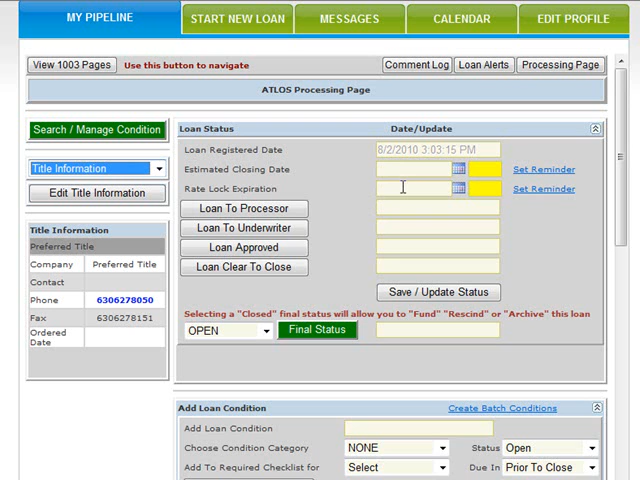 MY PIPELINE
START NEW LOAN
MESSAGES
CALENDAR
EDIT PROFILE
View 1003 Pages
Use this button to navigate
Comment Log
Loan Alerts
Processing Page
ATLOS Processing Page
Search / Manage Condition
Title Information
Edit Title Information
Title Information
Preferred Title
Company Preferred Title
Contact
Phone 6306278050
Fax 6306278151
Ordered
Date
Loan Status Date/Update
Loan Registered Date 8/2/2010 3:03:15 PM
Estimated Closing Date Set Reminder
Rate Lock Expiration Set Reminder
Loan To Processor
Loan To Underwriter
Loan Approved
Loan Clear To Close
Save / Update Status
Selecting a "Closed" final status will allow you to "Fund" "Rescind" or "Archive" this loan
OPEN Final Status
Add Loan Condition Create Batch Conditions
Add Loan Condition
Choose Condition Category NONE Status Open
Add To Required Checklist for Select Due In Prior To Close